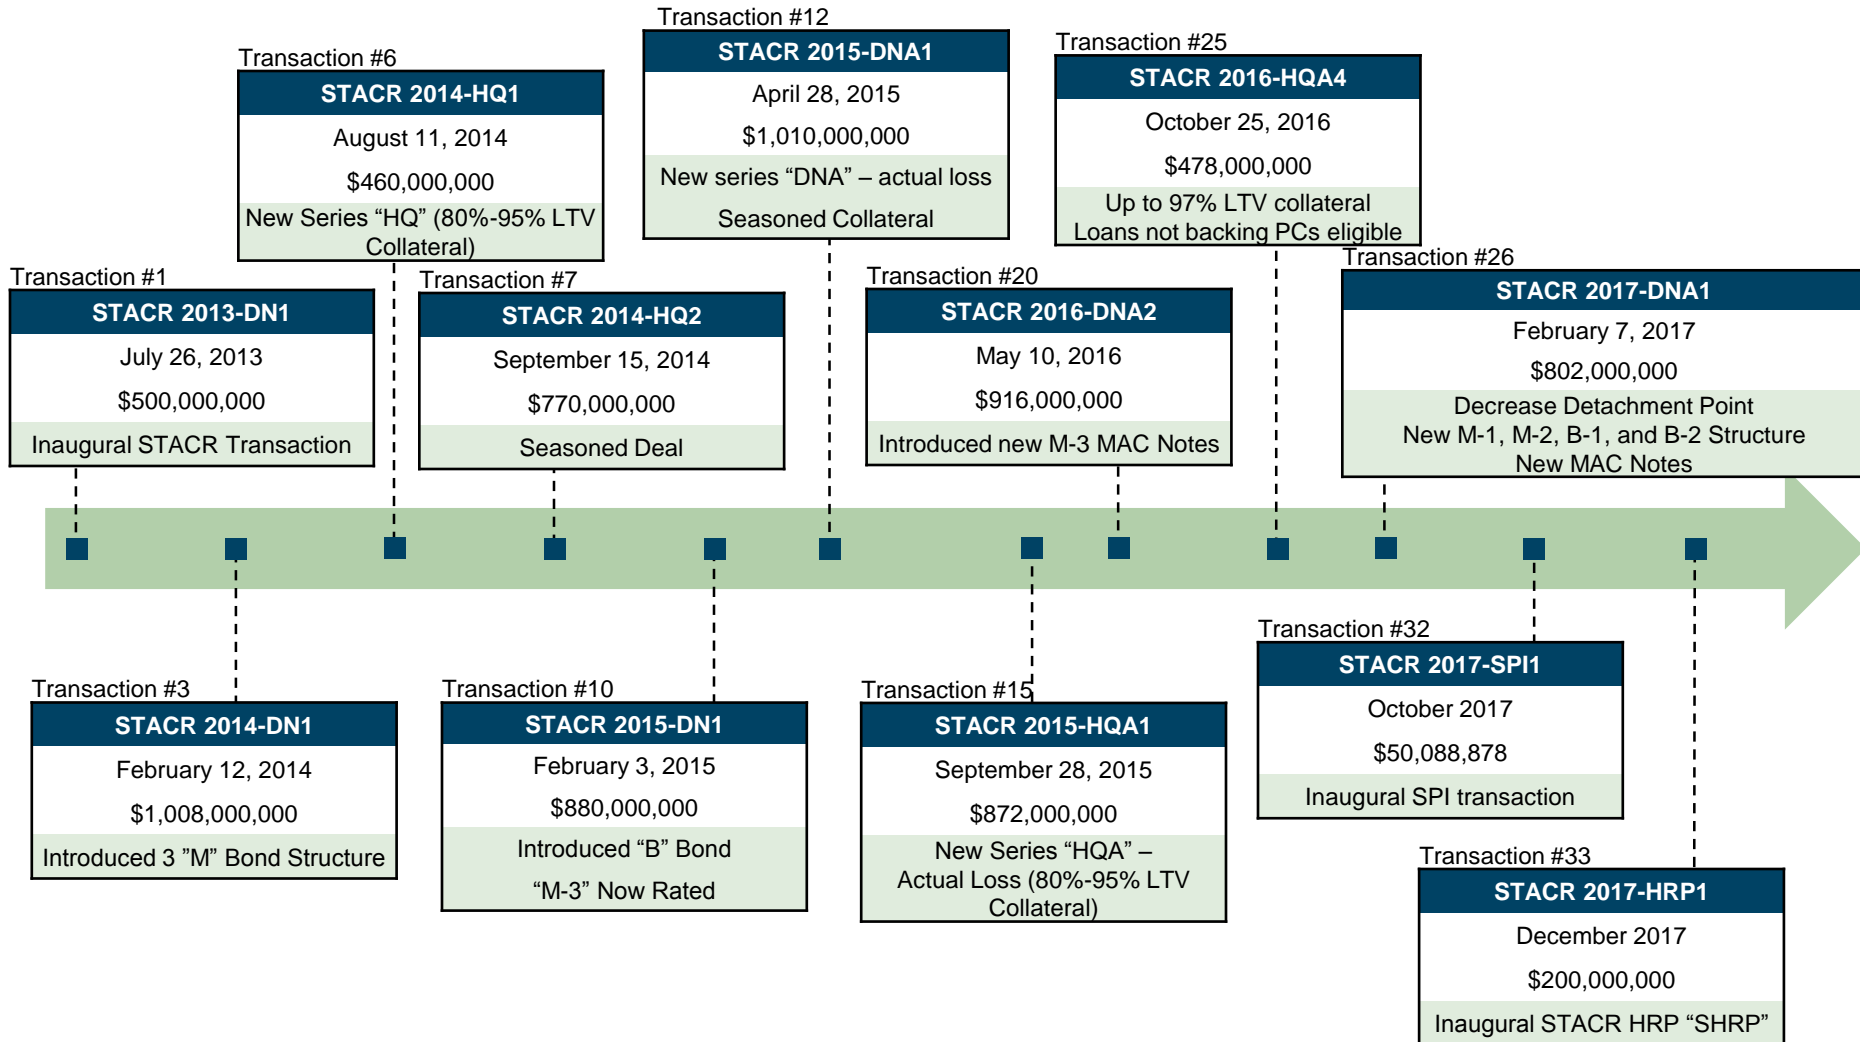 Transaction #12
STACR 2015-DNA1
April 28, 2015
$1,010,000,000
New series “DNA” – actual loss
Seasoned Collateral
Transaction #6
STACR 2014-HQ1
August 11, 2014
$460,000,000
New Series “HQ” (80%-95% LTV
Collateral)
Transaction #25
STACR 2016-HQA4
October 25, 2016
$478,000,000
Up to 97% LTV collateral
Loans not backing PCs eligible
Transaction #1
STACR 2013-DN1
July 26, 2013
$500,000,000
Inaugural STACR Transaction
Transaction #7
STACR 2014-HQ2
September 15, 2014
$770,000,000
Seasoned Deal
Transaction #20
STACR 2016-DNA2
May 10, 2016
$916,000,000
Introduced new M-3 MAC Notes
Transaction #26
STACR 2017-DNA1
February 7, 2017
$802,000,000
Decrease Detachment Point
New M-1, M-2, B-1, and B-2 Structure
New MAC Notes
Transaction #3
STACR 2014-DN1
February 12, 2014
$1,008,000,000
Introduced 3 ”M” Bond Structure
Transaction #10
STACR 2015-DN1
February 3, 2015
$880,000,000
Introduced “B” Bond
“M-3” Now Rated
Transaction #15
STACR 2015-HQA1
September 28, 2015
$872,000,000
New Series “HQA” –
Actual Loss (80%-95% LTV
Collateral)
Transaction #32
STACR 2017-SPI1
October 2017
$50,088,878
Inaugural SPI transaction
Transaction #33
STACR 2017-HRP1
December 2017
$200,000,000
Inaugural STACR HRP “SHRP”